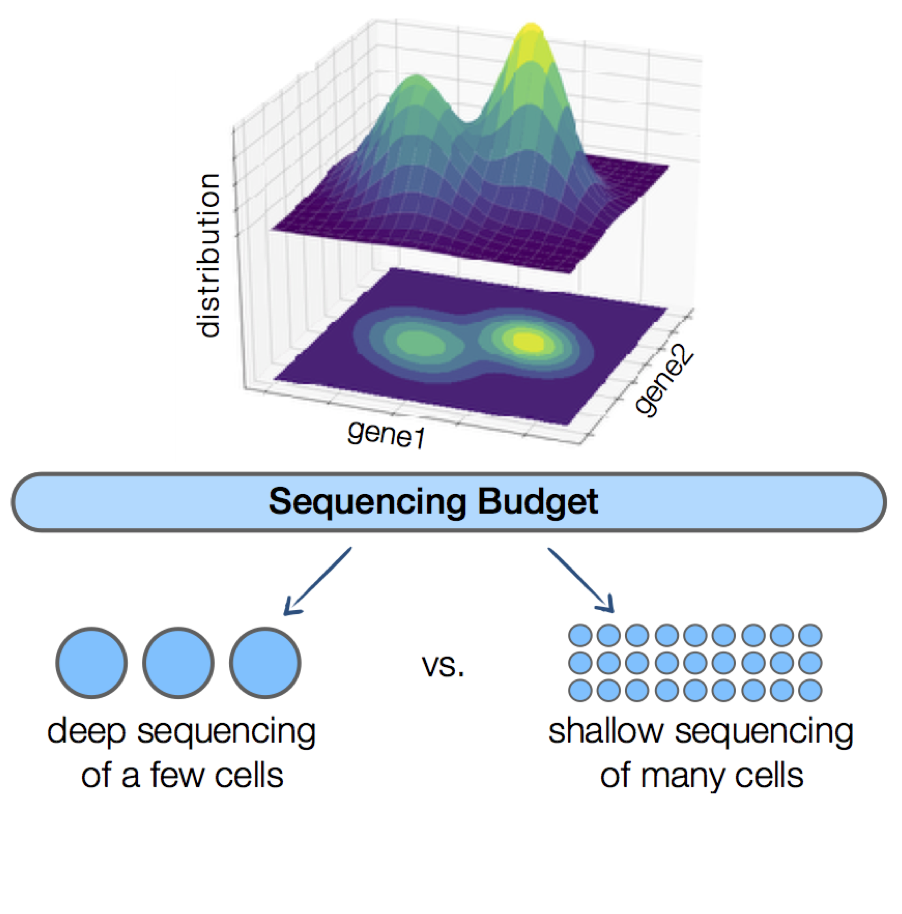 distribution
gene1
gene2
Sequencing Budget
vs.
deep sequencing
of a few cells
shallow sequencing
of many cells